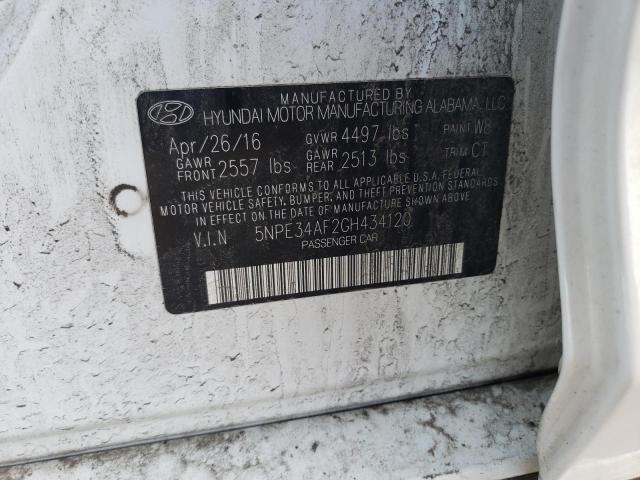 MANUFACTURED BY
HYUNDAI MOTOR MANUFACTURING ALABAMA, LLC
Apr/26/16 GVWR 4497 lbs PAINT W8
GAWR FRONT 2557 lbs GAWR REAR 2513 lbs TRIM CT
THIS VEHICLE CONFORMS TO ALL APPLICABLE U.S.A. FEDERAL
MOTOR VEHICLE SAFETY, BUMPER, AND THEFT PREVENTION STANDARDS
IN EFFECT ON THE DATE OF MANUFACTURE SHOWN ABOVE.
V.I.N 5NPE34AF2GH434120
PASSENGER CAR